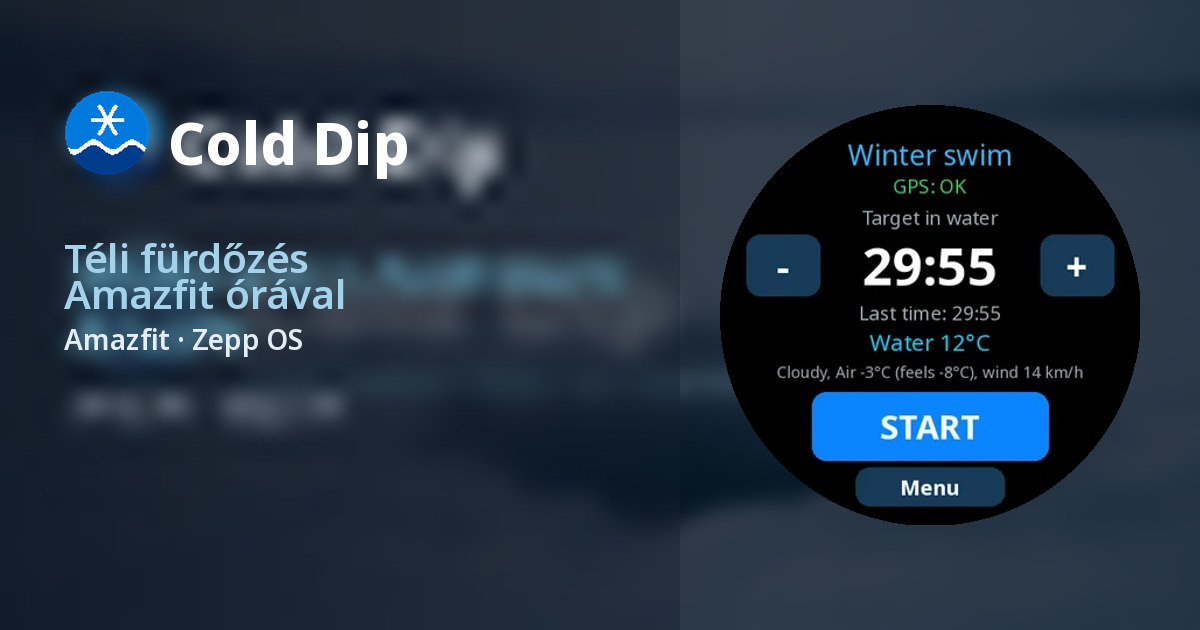 Cold Dip
Téli fürdőzés
Amazfit órával
Amazfit · Zepp OS
Winter swim
GPS: OK
Target in water
- 29:55 +
Last time: 29:55
Water 12°C
Cloudy, Air -3°C (feels -8°C), wind 14 km/h
START
Menu